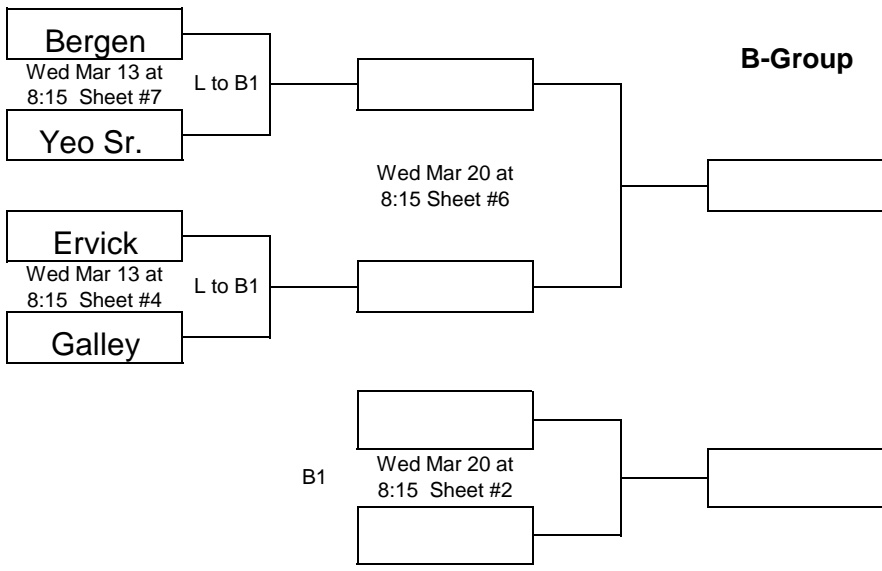 Bergen
Wed Mar 13 at
8:15 Sheet #7
L to B1
Yeo Sr.
B-Group
Wed Mar 20 at
8:15 Sheet #6
Ervick
Wed Mar 13 at
8:15 Sheet #4
L to B1
Galley
B1
Wed Mar 20 at
8:15 Sheet #2